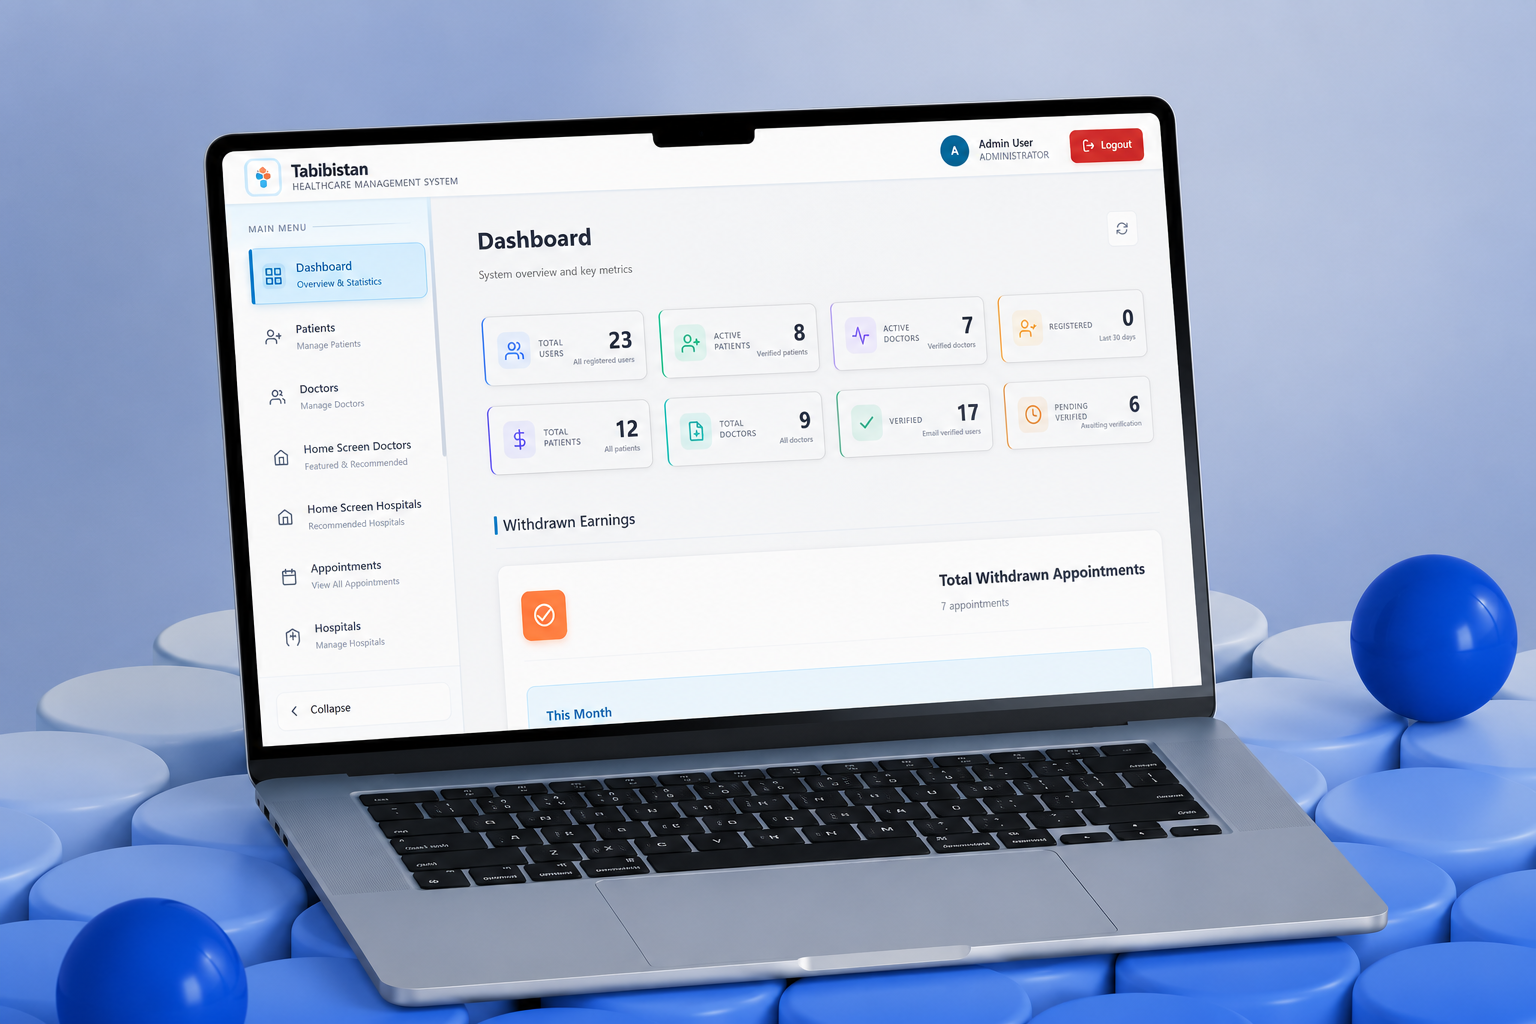 Tabibistan
HEALTHCARE MANAGEMENT SYSTEM
A
Admin User
ADMINISTRATOR
Logout
MAIN MENU
Dashboard
Overview & Statistics
Patients
Manage Patients
Doctors
Manage Doctors
Home Screen Doctors
Featured & Recommended
Home Screen Hospitals
Recommended Hospitals
Appointments
View All Appointments
Hospitals
Manage Hospitals
Collapse
Dashboard
System overview and key metrics
TOTAL
USERS
23
All registered users
ACTIVE
PATIENTS
8
Verified patients
ACTIVE
DOCTORS
7
Verified doctors
REGISTERED
0
Last 30 days
TOTAL
PATIENTS
12
All patients
TOTAL
DOCTORS
9
All doctors
VERIFIED
17
Email verified users
PENDING
VERIFIED
6
Awaiting verification
Withdrawn Earnings
Total Withdrawn Appointments
7 appointments
This Month